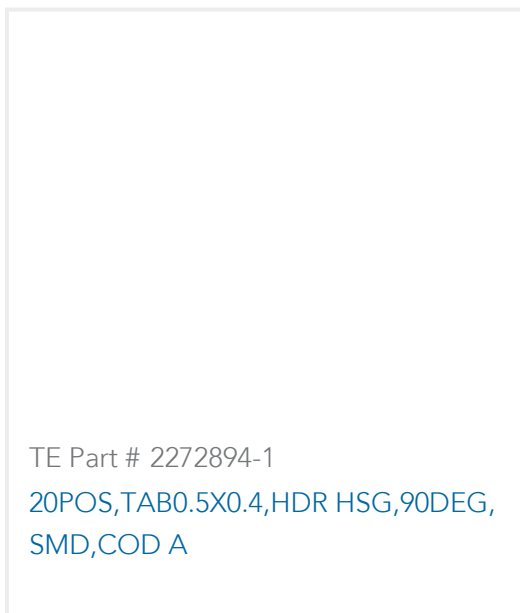 TE Part # 2272894-1
20POS,TAB0.5X0.4,HDR HSG,90DEG,
SMD,COD A